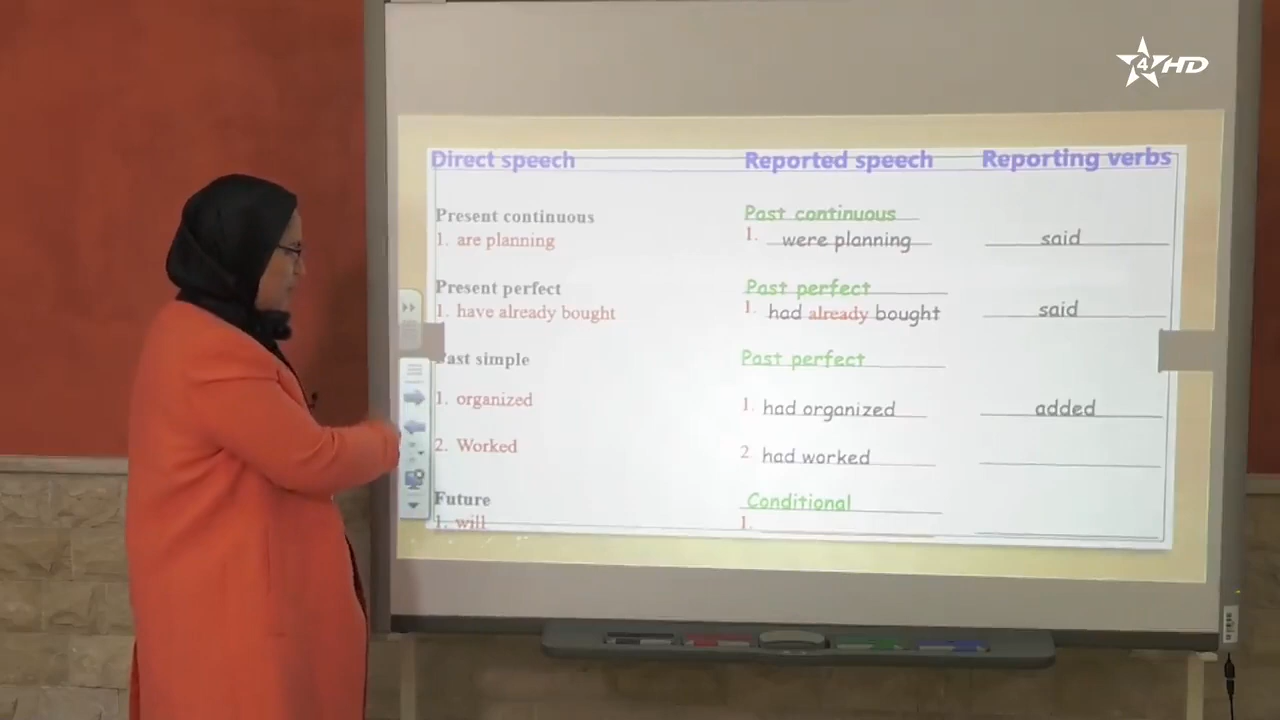 4 HD
Direct speech Reported speech Reporting verbs
Present continuous Past continuous
1. are planning 1. were planning said
Present perfect Past perfect
1. have already bought 1. had already bought said
ast simple Past perfect
1. organized 1. had organized added
2. Worked 2 had worked
Future Conditional
1. will 1.